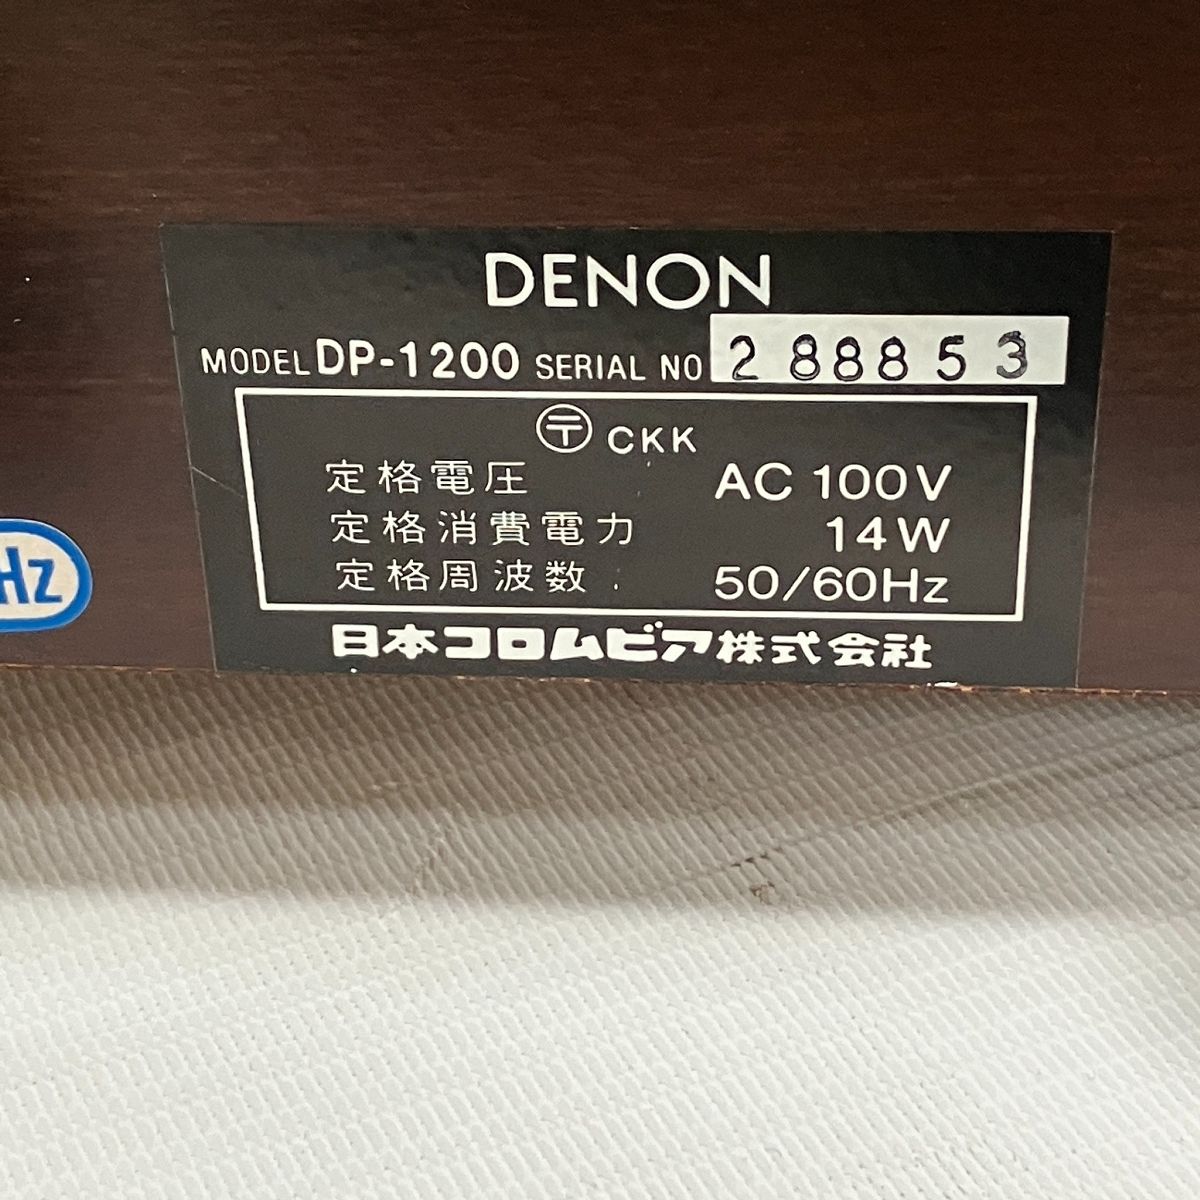 DENON
MODEL DP-1200 SERIAL NO 288853
〒 CKK
定格電圧 AC 100V
定格消費電力 14W
定格周波数 50/60Hz
Hz
日本コロムビア株式会社